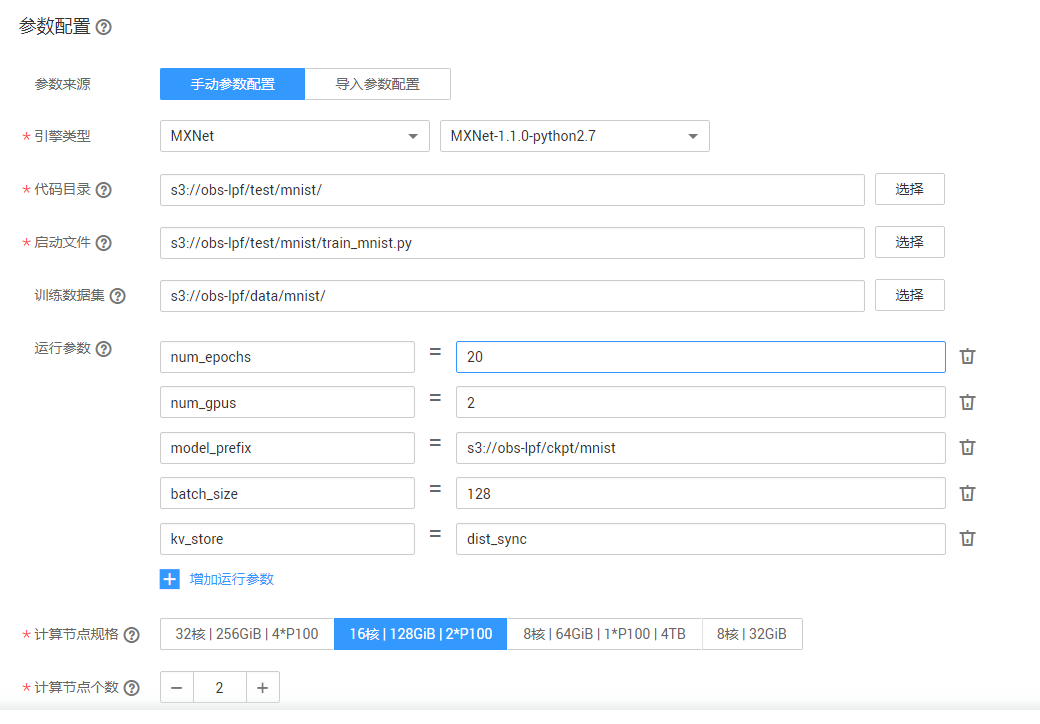 参数配置 ?
参数来源 手动参数配置 导入参数配置
* 引擎类型 MXNet MXNet-1.1.0-python2.7
* 代码目录 ? s3://obs-lpf/test/mnist/ 选择
* 启动文件 ? s3://obs-lpf/test/mnist/train_mnist.py 选择
训练数据集 ? s3://obs-lpf/data/mnist/ 选择
运行参数 ? num_epochs = 20
num_gpus = 2
model_prefix = s3://obs-lpf/ckpt/mnist
batch_size = 128
kv_store = dist_sync
+ 增加运行参数
* 计算节点规格 ? 32核 | 256GiB | 4*P100 16核 | 128GiB | 2*P100 8核 | 64GiB | 1*P100 | 4TB 8核 | 32GiB
* 计算节点个数 ? − 2 +